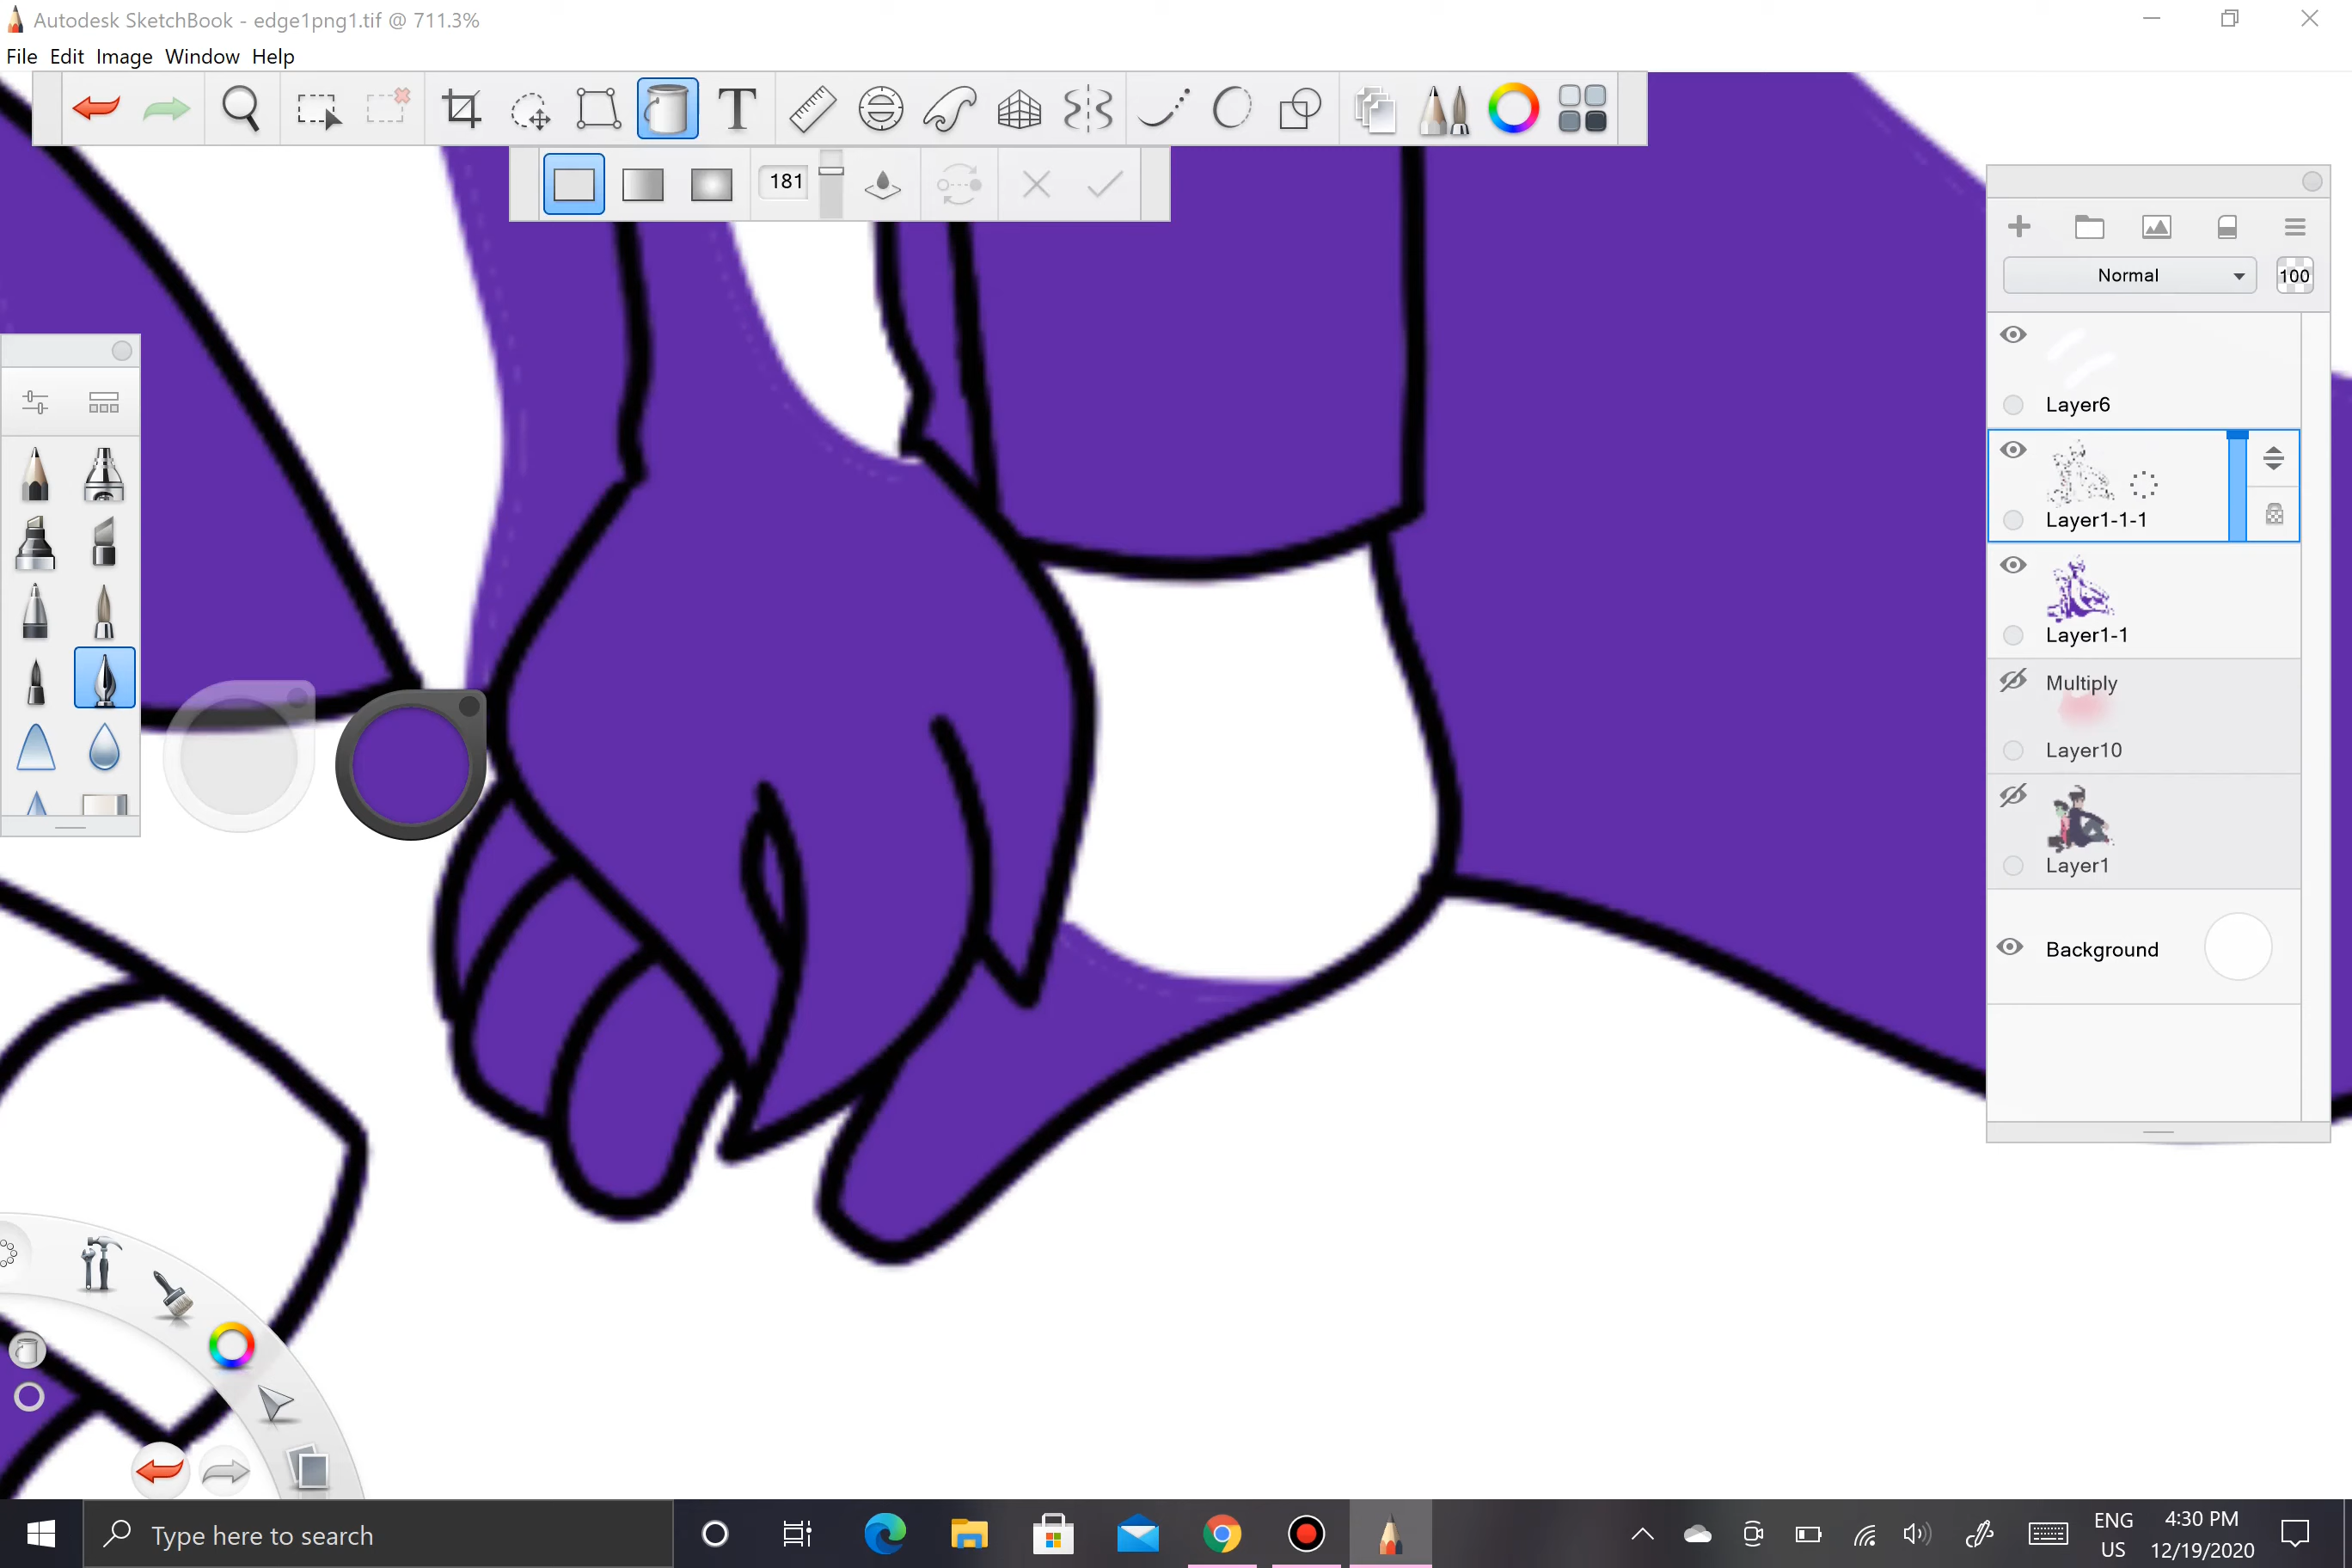 Autodesk SketchBook - edge1png1.tif @ 711.3%
File Edit Image Window Help
T
181
Normal 100
Layer6
Layer1-1-1
Layer1-1
Multiply
Layer10
Layer1
Background
Type here to search
ENG
US
4:30 PM
12/19/2020